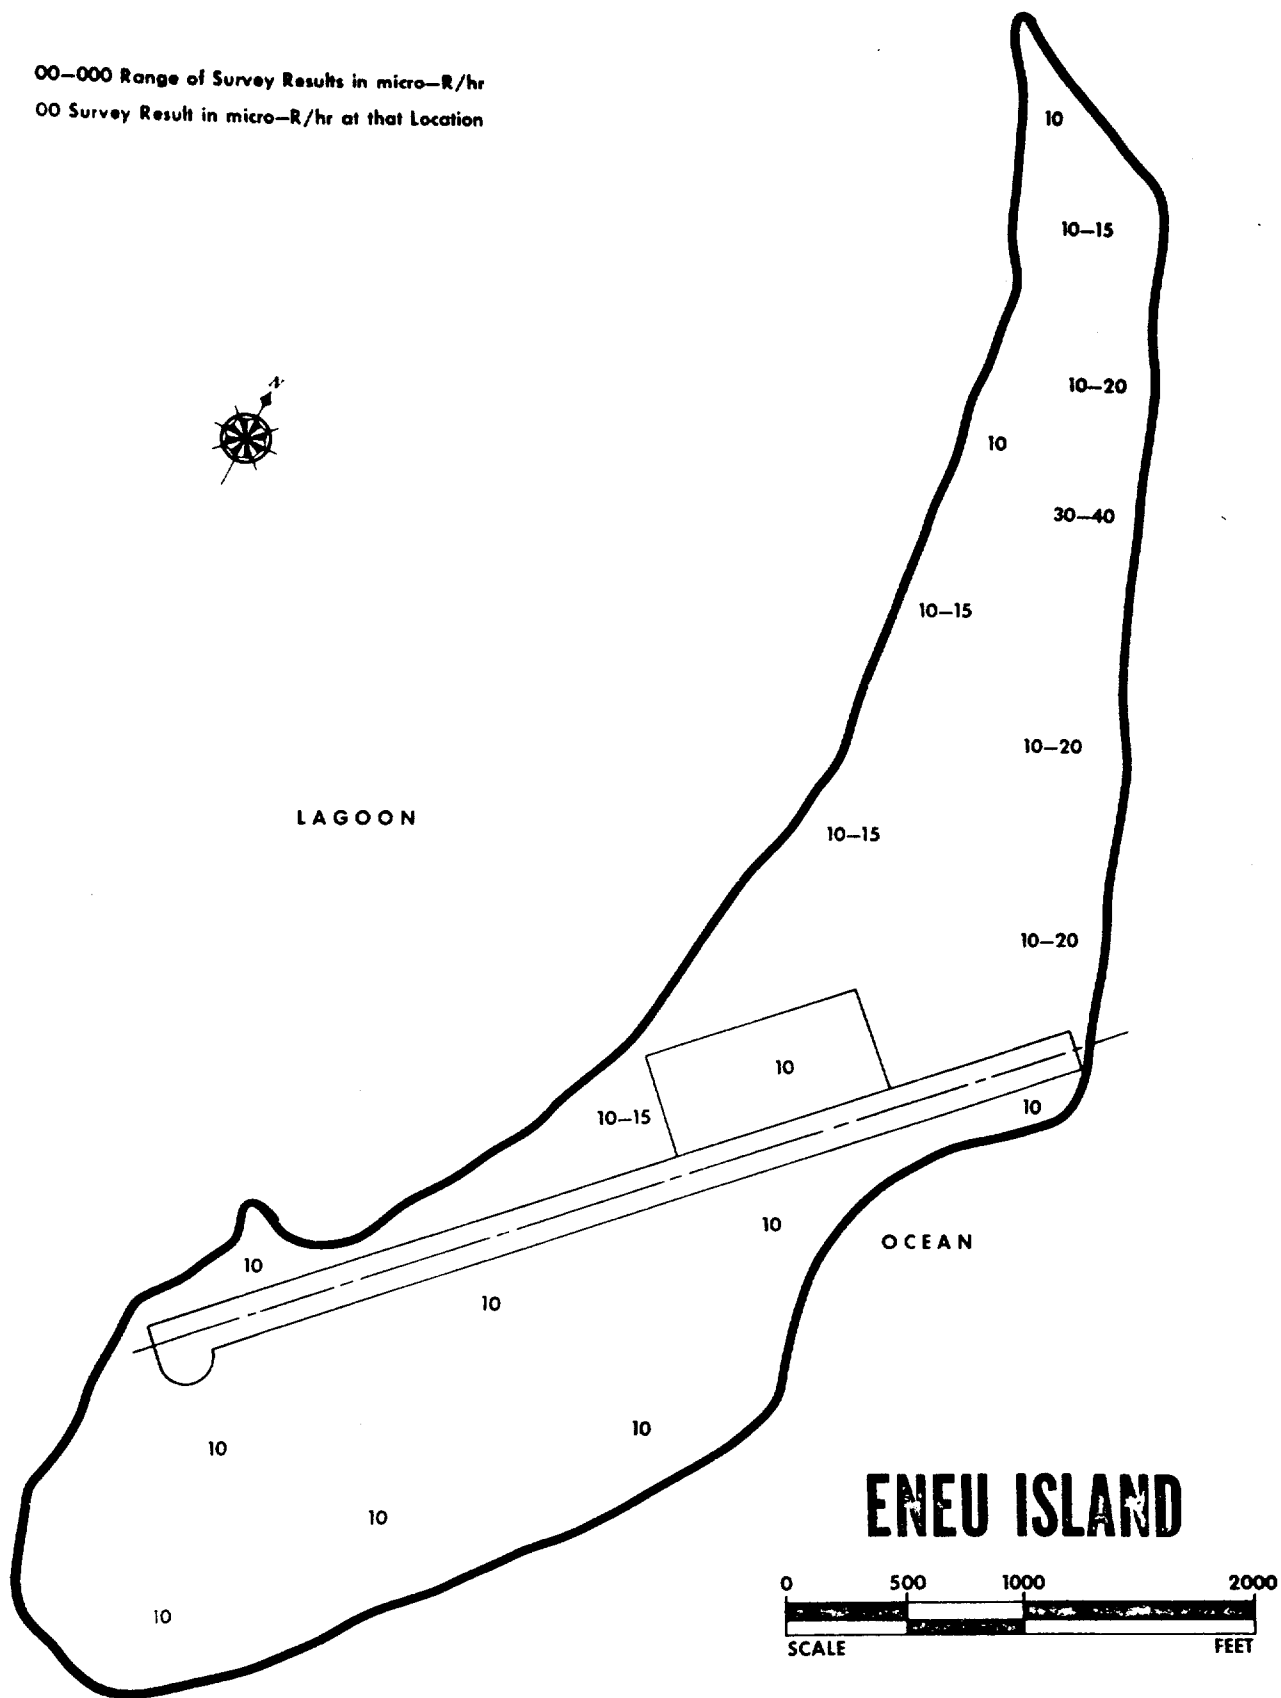 00–000 Range of Survey Results in micro–R/hr
00 Survey Result in micro–R/hr at that Location
10
10–15
N
10–20
10
30–40
10–15
10–20
LAGOON
10–15
10–20
10
10
10–15
10
OCEAN
10
10
10
10
10
10
ENEU ISLAND
0 500 1000 2000
SCALE FEET